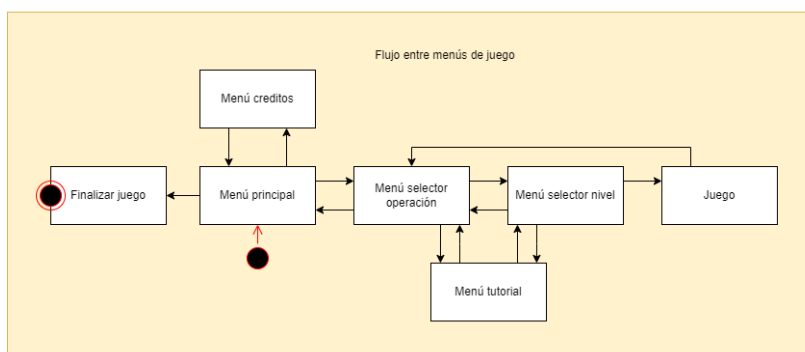 Flujo entre menús de juego
Menú creditos
Finalizar juego
Menú principal
Menú selector
operación
Menú selector nivel
Juego
Menú tutorial